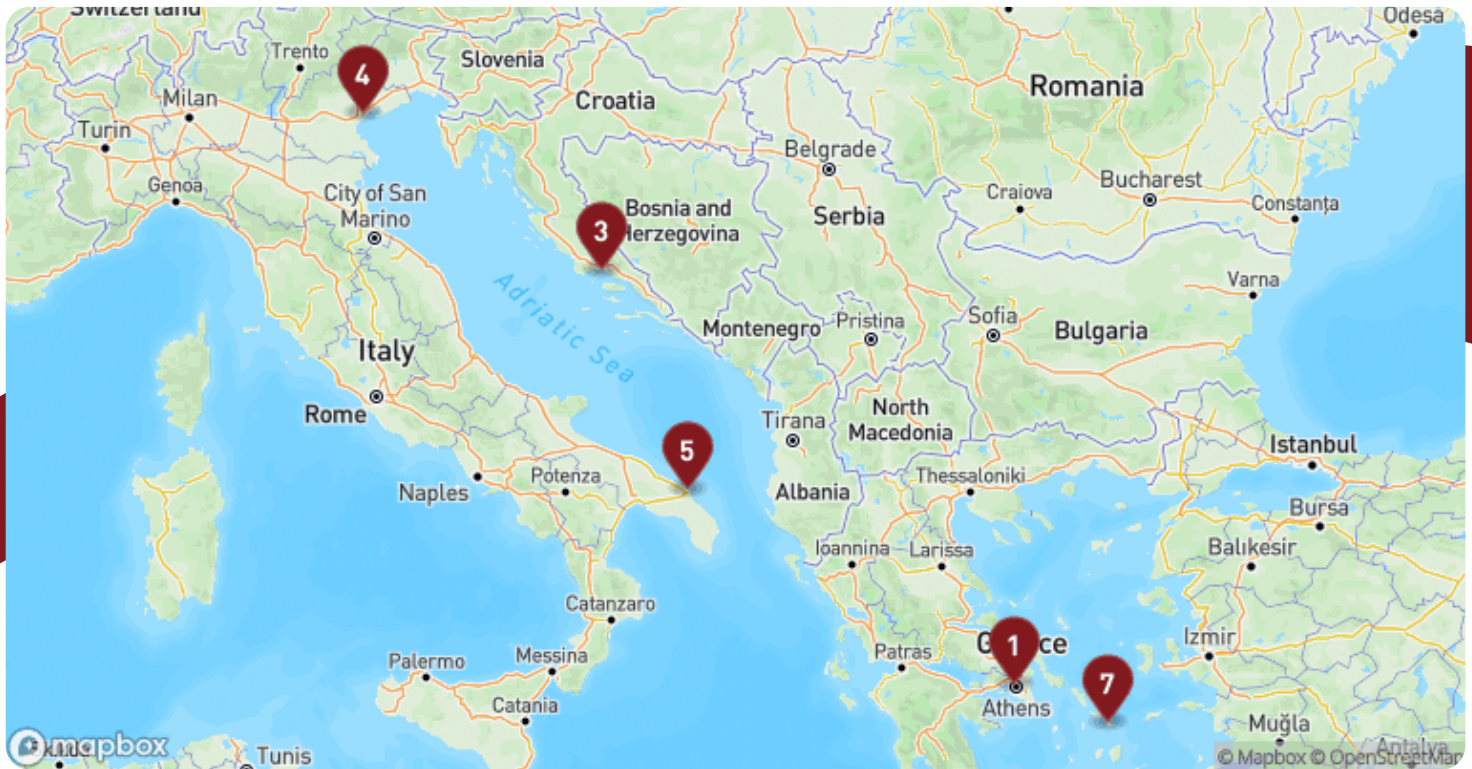 Switzerland
Odesa
Trento
4
Slovenia
Milan
Croatia
Romania
Turin
Belgrade
Genoa
City of San
Marino
Craiova
Bucharest
Constanța
3
Bosnia and
Herzegovina
Serbia
Adriatic Sea
Varna
Montenegro
Pristina
Sofia
Bulgaria
Italy
Rome
Tirana
North
Macedonia
5
Istanbul
Naples
Potenza
Albania
Thessaloniki
Bursa
Ioannina
Larissa
Balıkesir
Catanzaro
Greece
1
Izmir
Palermo
Messina
Patras
7
Catania
Athens
Muğla
mapbox
Tunis
Antalya
© Mapbox © OpenStreetMap